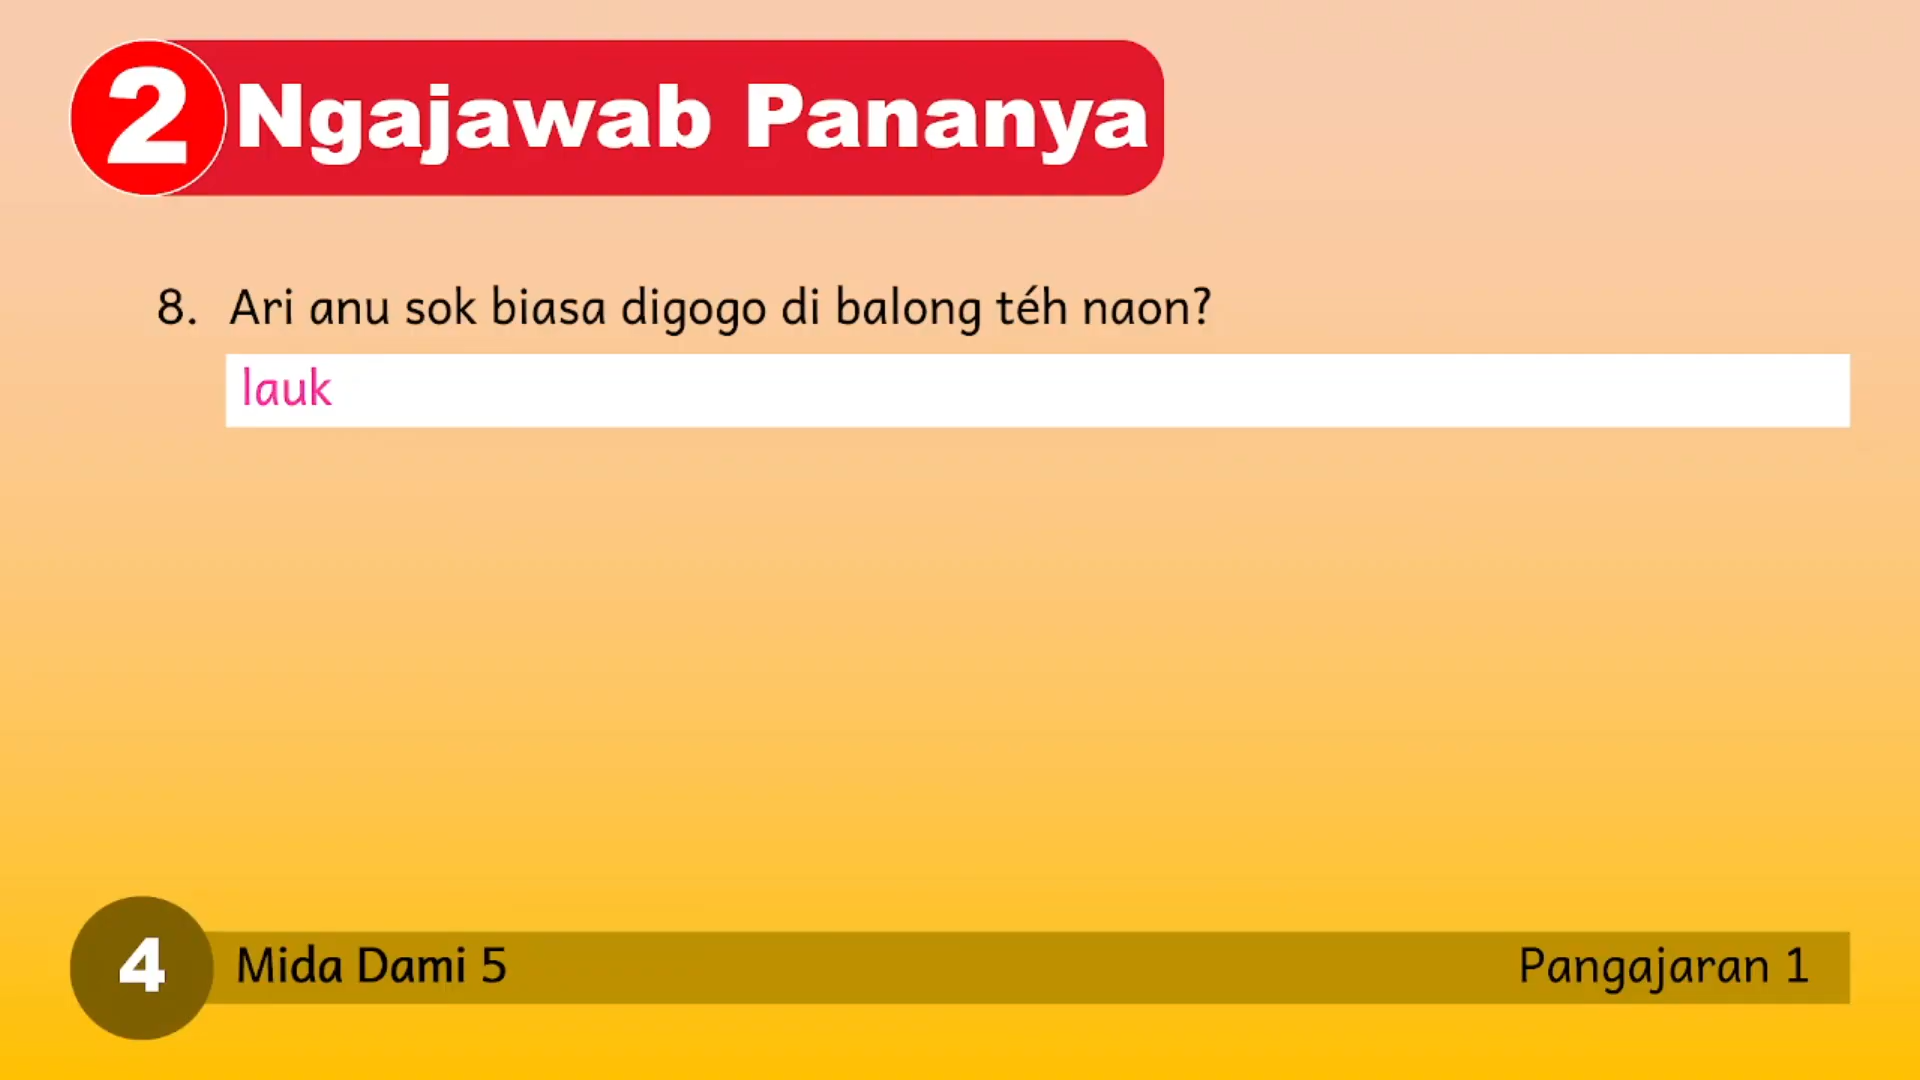 2 Ngajawab Pananya
8. Ari anu sok biasa digogo di balong téh naon?
lauk
4 Mida Dami 5 Pangajaran 1